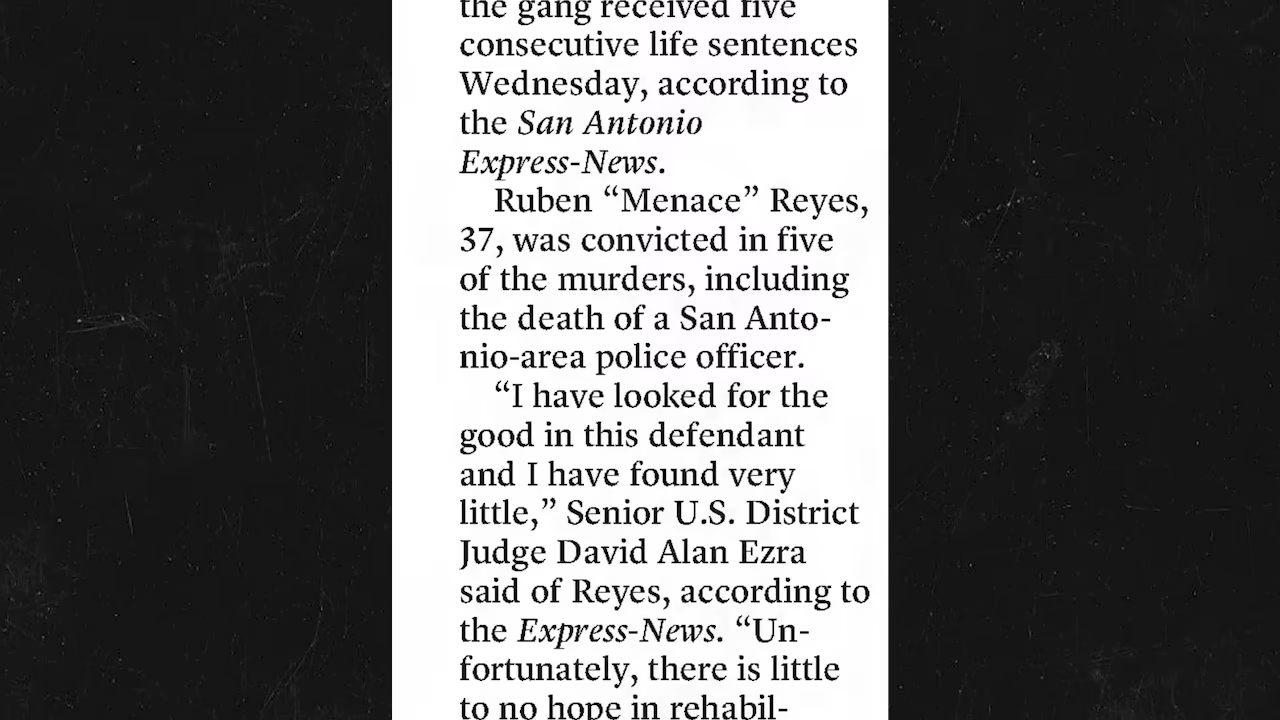 the gang received five
consecutive life sentences
Wednesday, according to
the San Antonio
Express-News.
Ruben “Menace” Reyes,
37, was convicted in five
of the murders, including
the death of a San Anto-
nio-area police officer.
“I have looked for the
good in this defendant
and I have found very
little,” Senior U.S. District
Judge David Alan Ezra
said of Reyes, according to
the Express-News. “Un-
fortunately, there is little
to no hope in rehabil-